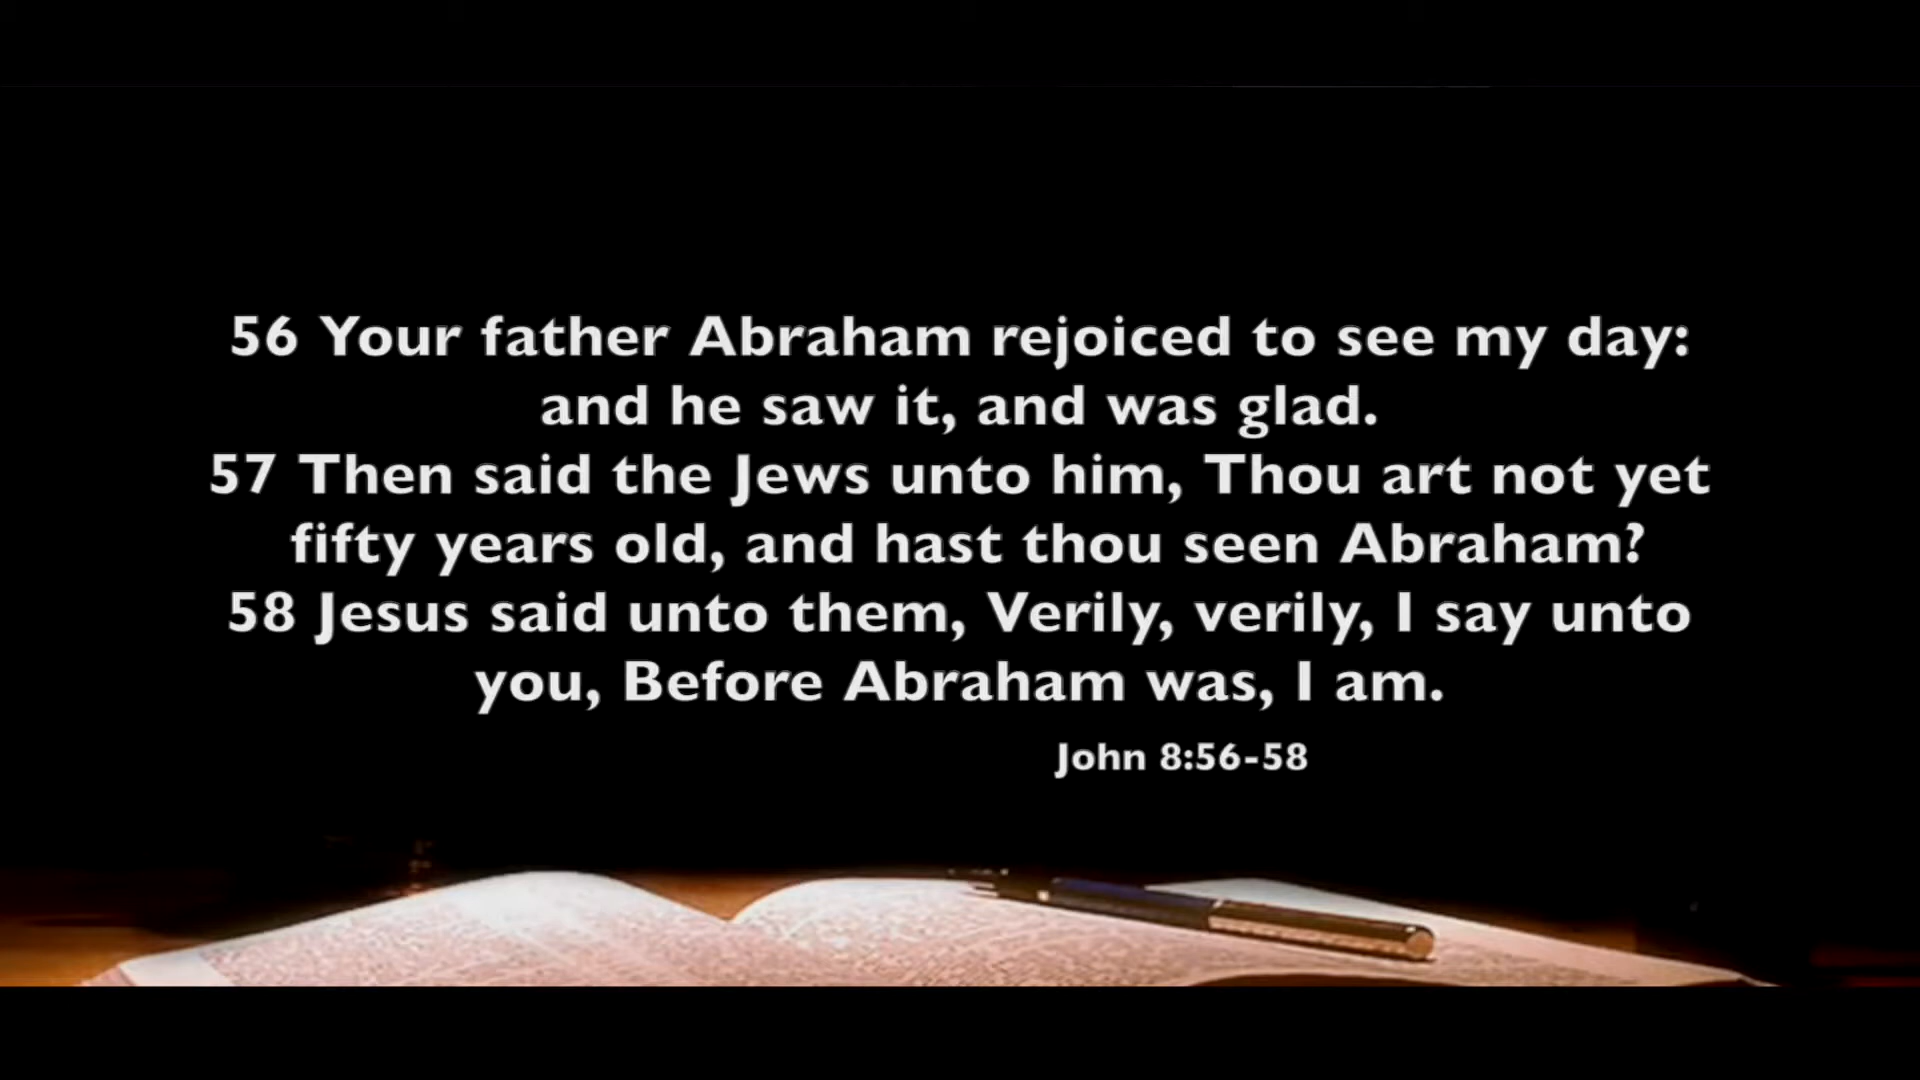 56 Your father Abraham rejoiced to see my day:
and he saw it, and was glad.
57 Then said the Jews unto him, Thou art not yet
fifty years old, and hast thou seen Abraham?
58 Jesus said unto them, Verily, verily, I say unto
you, Before Abraham was, I am.
John 8:56-58